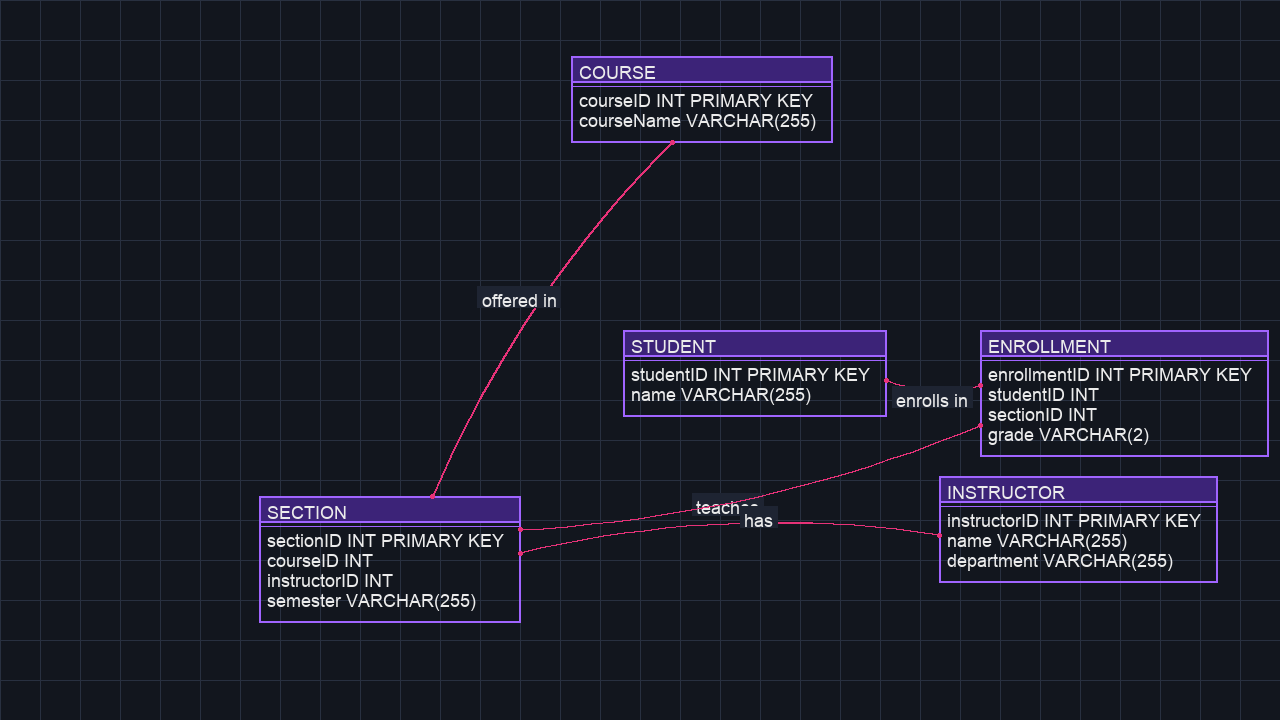 COURSE
courseID INT PRIMARY KEY
courseName VARCHAR(255)
offered in
STUDENT
studentID INT PRIMARY KEY
name VARCHAR(255)
enrolls in
ENROLLMENT
enrollmentID INT PRIMARY KEY
studentID INT
sectionID INT
grade VARCHAR(2)
SECTION
sectionID INT PRIMARY KEY
courseID INT
instructorID INT
semester VARCHAR(255)
teaches
has
INSTRUCTOR
instructorID INT PRIMARY KEY
name VARCHAR(255)
department VARCHAR(255)